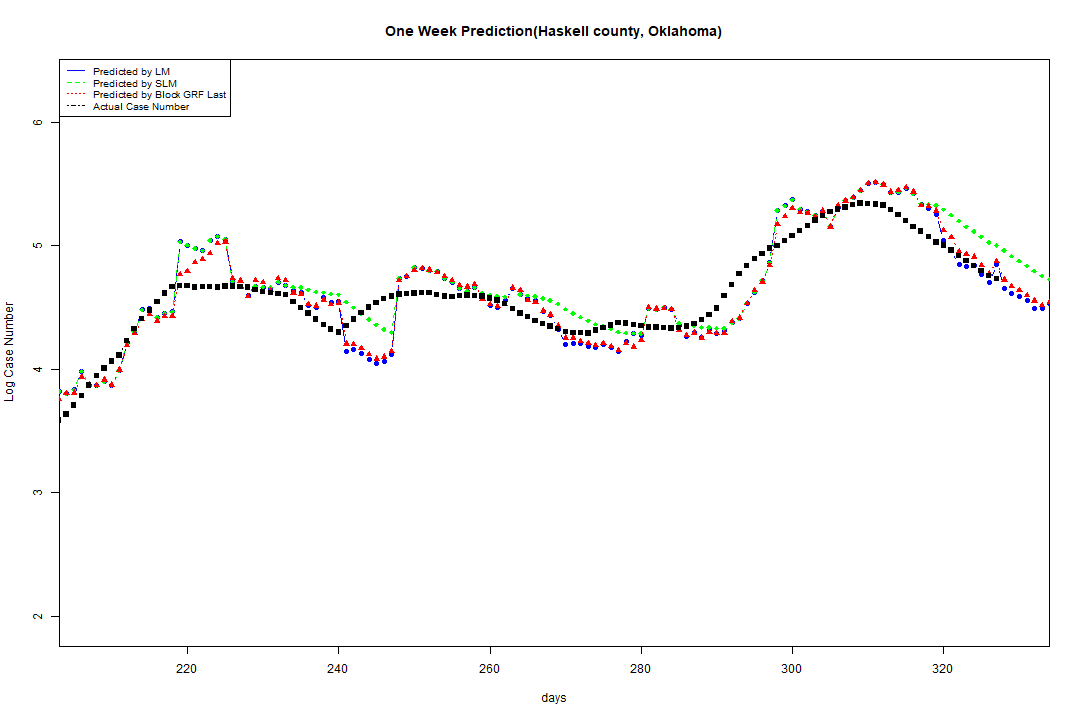 One Week Prediction(Haskell county, Oklahoma)
Predicted by LM
Predicted by SLM
Predicted by Block GRF Last
Actual Case Number
6
5
4
3
2
Log Case Number
220 240 260 280 300 320
days